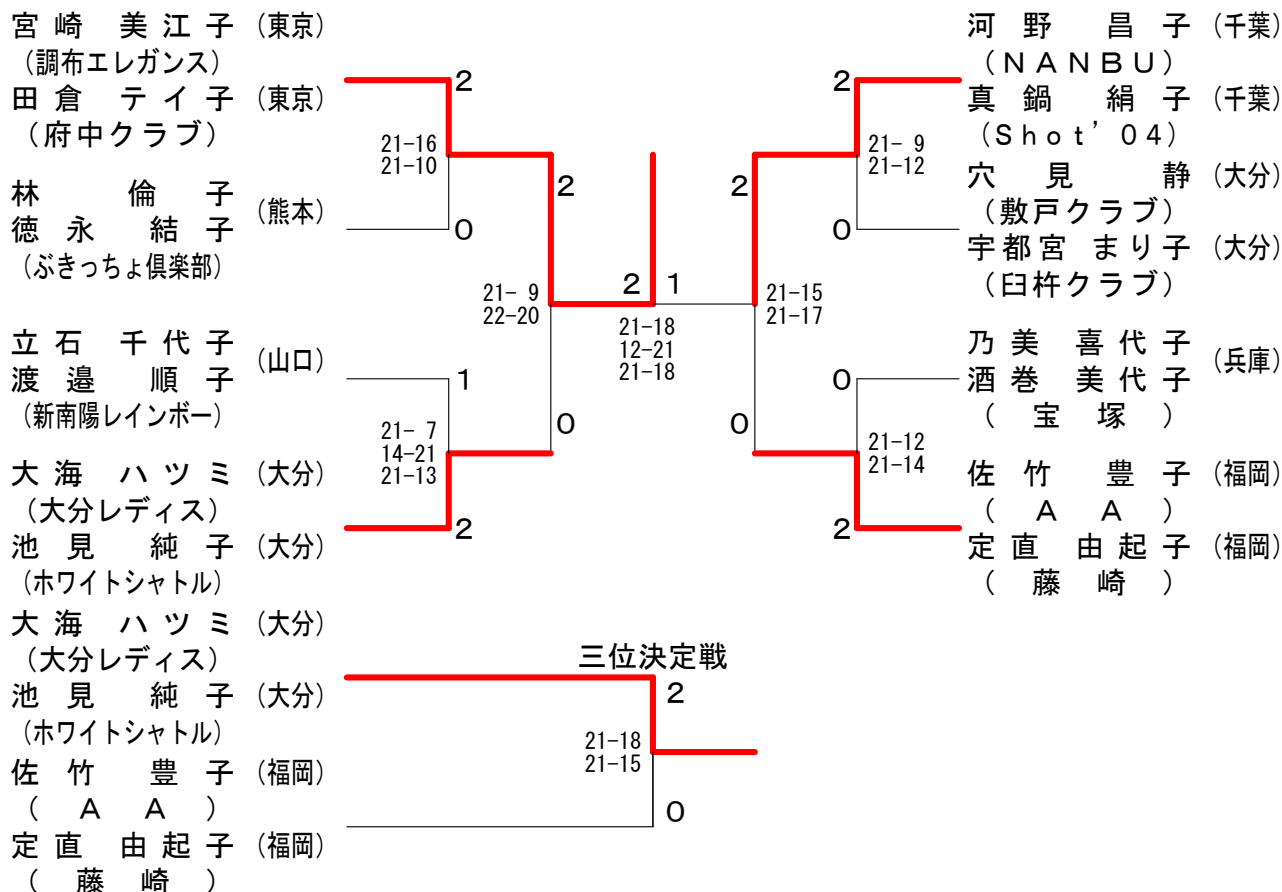 宮崎 美江子 (東京)
(調布エレガンス)
田倉 テイ子 (東京)
(府中クラブ)
林 倫子
徳永 結子
(熊本)
(ぶきっちょ倶楽部)
立石 千代子
渡邉 順子
(山口)
(新南陽レインボー)
大海 ハツミ (大分)
(大分レディス)
池見 純子 (大分)
(ホワイトシャトル)
2
21-16
21-10
0
2
21- 9
22-20
1
21- 7
14-21
21-13
2
0
2 1
21-18
12-21
21-18
河野 昌子 (千葉)
(NANBU)
真鍋 絹子 (千葉)
(Shot’04)
穴見 静 (大分)
(敷戸クラブ)
宇都宮 まり子 (大分)
(臼杵クラブ)
乃美 喜代子
酒巻 美代子
(兵庫)
(宝塚)
佐竹 豊子 (福岡)
(AA)
定直 由起子 (福岡)
(藤崎)
2
21- 9
21-12
0
2
21-15
21-17
0
21-12
21-14
2
0
大海 ハツミ (大分)
(大分レディス)
池見 純子 (大分)
(ホワイトシャトル)
佐竹 豊子 (福岡)
(AA)
定直 由起子 (福岡)
(藤崎)
三位決定戦
2
21-18
21-15
0